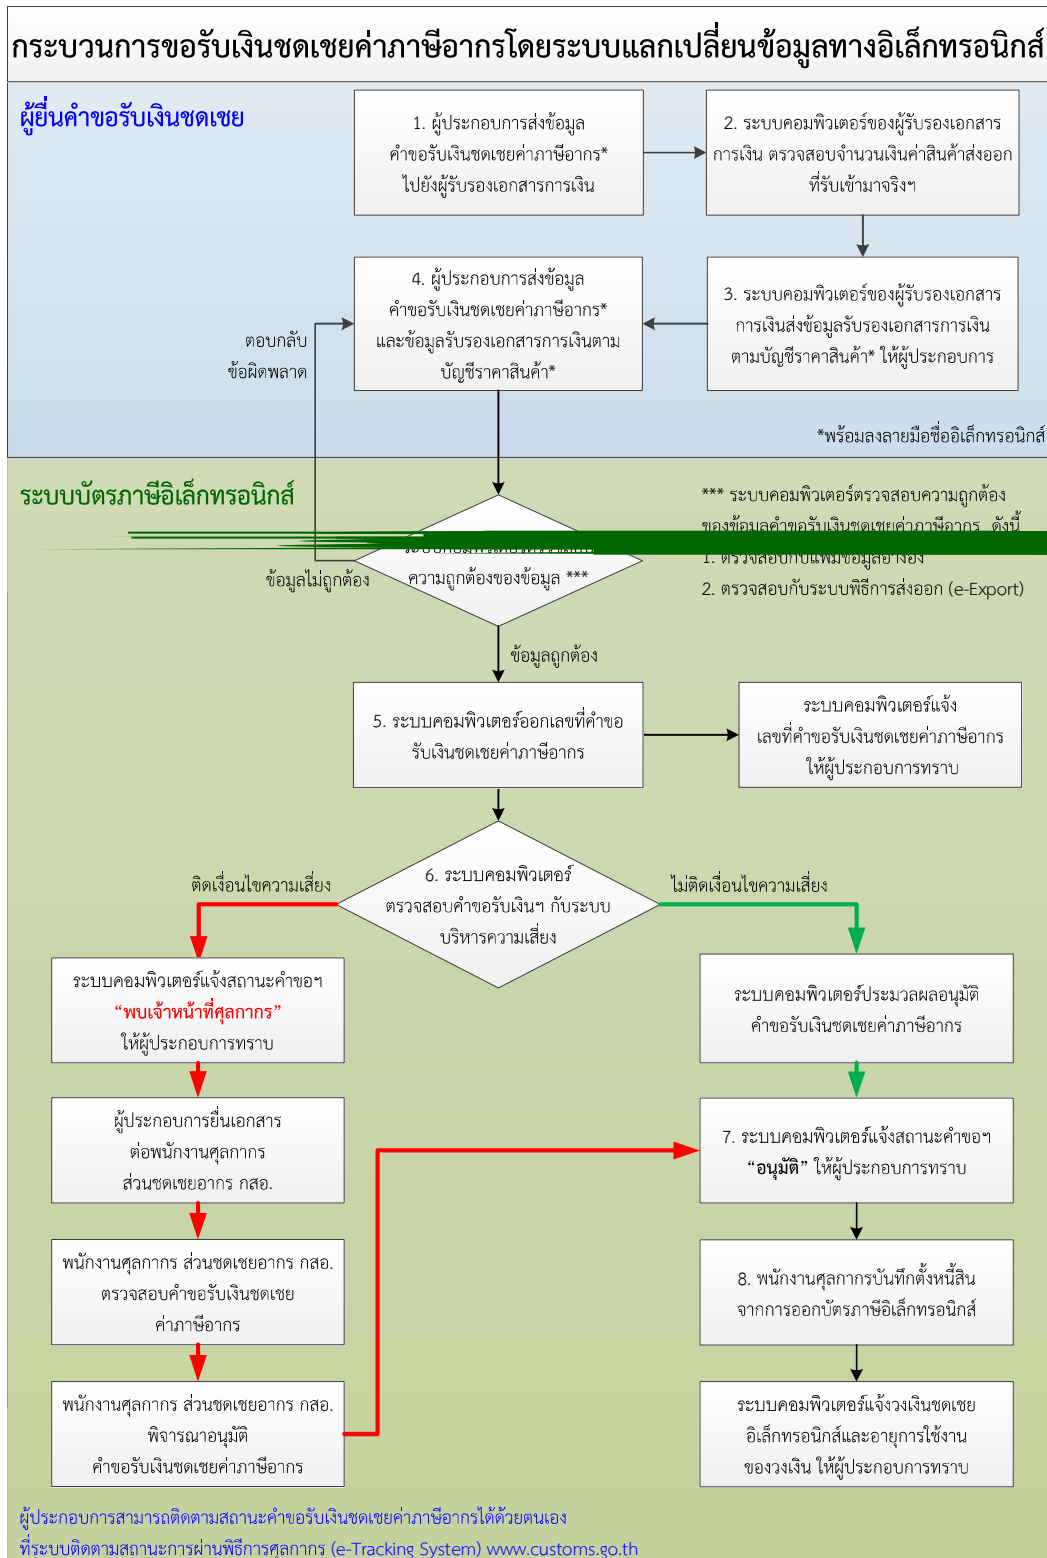 กระบวนการขอรับเงินชดเชยค่าภาษีอากรโดยระบบแลกเปลี่ยนข้อมูลทางอิเล็กทรอนิกส์
ผู้ยื่นคำขอรับเงินชดเชย
1. ผู้ประกอบการส่งข้อมูล
คำขอรับเงินชดเชยค่าภาษีอากร*
ไปยังผู้รับรองเอกสารการเงิน
2. ระบบคอมพิวเตอร์ของผู้รับรองเอกสาร
การเงิน ตรวจสอบจำนวนเงินค่าสินค้าส่งออก
ที่รับเข้ามาจริงฯ
3. ระบบคอมพิวเตอร์ของผู้รับรองเอกสาร
การเงินส่งข้อมูลรับรองเอกสารการเงิน
ตามบัญชีราคาสินค้า* ให้ผู้ประกอบการ
4. ผู้ประกอบการส่งข้อมูล
คำขอรับเงินชดเชยค่าภาษีอากร*
และข้อมูลรับรองเอกสารการเงินตาม
บัญชีราคาสินค้า*
ตอบกลับ
ข้อผิดพลาด
*พร้อมลงลายมือชื่ออิเล็กทรอนิกส์
ระบบบัตรภาษีอิเล็กทรอนิกส์
*** ระบบคอมพิวเตอร์ตรวจสอบความถูกต้อง
ของข้อมูลคำขอรับเงินชดเชยค่าภาษีอากร ดังนี้
1. ตรวจสอบกับแฟ้มข้อมูลอ้างอิง
2. ตรวจสอบกับระบบพิธีการส่งออก (e-Export)
ความถูกต้องของข้อมูล ***
ข้อมูลไม่ถูกต้อง
ข้อมูลถูกต้อง
5. ระบบคอมพิวเตอร์ออกเลขที่คำขอ
รับเงินชดเชยค่าภาษีอากร
ระบบคอมพิวเตอร์แจ้ง
เลขที่คำขอรับเงินชดเชยค่าภาษีอากร
ให้ผู้ประกอบการทราบ
6. ระบบคอมพิวเตอร์
ตรวจสอบคำขอรับเงินฯ กับระบบ
บริหารความเสี่ยง
ติดเงื่อนไขความเสี่ยง
ไม่ติดเงื่อนไขความเสี่ยง
ระบบคอมพิวเตอร์แจ้งสถานะคำขอฯ
“พบเจ้าหน้าที่ศุลกากร”
ให้ผู้ประกอบการทราบ
ผู้ประกอบการยื่นเอกสาร
ต่อพนักงานศุลกากร
ส่วนชดเชยอากร กสอ.
พนักงานศุลกากร ส่วนชดเชยอากร กสอ.
ตรวจสอบคำขอรับเงินชดเชย
ค่าภาษีอากร
พนักงานศุลกากร ส่วนชดเชยอากร กสอ.
พิจารณาอนุมัติ
คำขอรับเงินชดเชยค่าภาษีอากร
ระบบคอมพิวเตอร์ประมวลผลอนุมัติ
คำขอรับเงินชดเชยค่าภาษีอากร
7. ระบบคอมพิวเตอร์แจ้งสถานะคำขอฯ
“อนุมัติ” ให้ผู้ประกอบการทราบ
8. พนักงานศุลกากรบันทึกตั้งหนี้สิน
จากการออกบัตรภาษีอิเล็กทรอนิกส์
ระบบคอมพิวเตอร์แจ้งวงเงินชดเชย
อิเล็กทรอนิกส์และอายุการใช้งาน
ของวงเงิน ให้ผู้ประกอบการทราบ
ผู้ประกอบการสามารถติดตามสถานะคำขอรับเงินชดเชยค่าภาษีอากรได้ด้วยตนเอง
ที่ระบบติดตามสถานะการผ่านพิธีการศุลกากร (e-Tracking System) www.customs.go.th